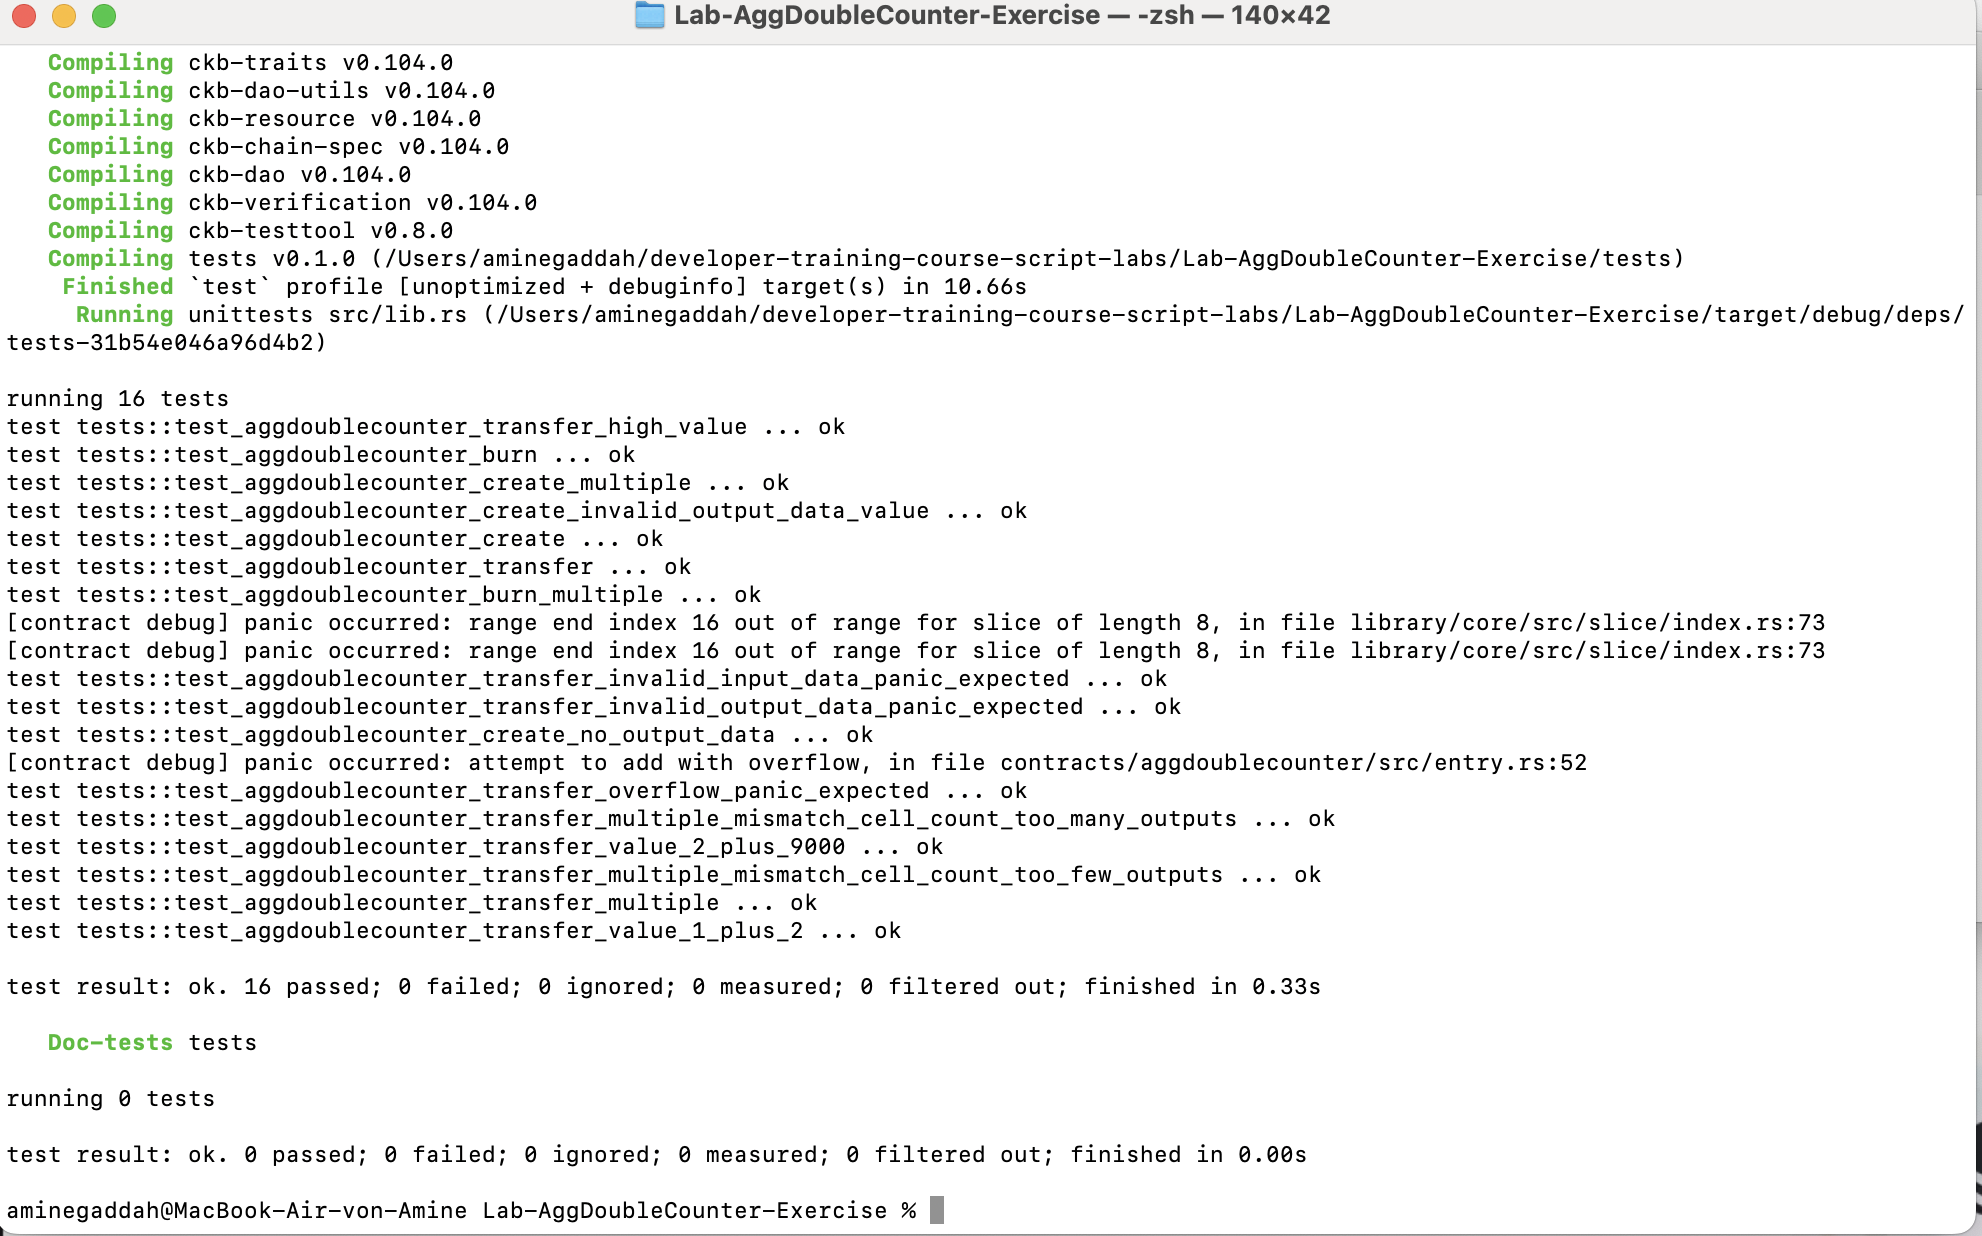 Lab-AggDoubleCounter-Exercise — -zsh — 140×42
Compiling ckb-traits v0.104.0
Compiling ckb-dao-utils v0.104.0
Compiling ckb-resource v0.104.0
Compiling ckb-chain-spec v0.104.0
Compiling ckb-dao v0.104.0
Compiling ckb-verification v0.104.0
Compiling ckb-testtool v0.8.0
Compiling tests v0.1.0 (/Users/aminegaddah/developer-training-course-script-labs/Lab-AggDoubleCounter-Exercise/tests)
Finished `test` profile [unoptimized + debuginfo] target(s) in 10.66s
Running unittests src/lib.rs (/Users/aminegaddah/developer-training-course-script-labs/Lab-AggDoubleCounter-Exercise/target/debug/deps/
tests-31b54e046a96d4b2)
running 16 tests
test tests::test_aggdoublecounter_transfer_high_value ... ok
test tests::test_aggdoublecounter_burn ... ok
test tests::test_aggdoublecounter_create_multiple ... ok
test tests::test_aggdoublecounter_create_invalid_output_data_value ... ok
test tests::test_aggdoublecounter_create ... ok
test tests::test_aggdoublecounter_transfer ... ok
test tests::test_aggdoublecounter_burn_multiple ... ok
[contract debug] panic occurred: range end index 16 out of range for slice of length 8, in file library/core/src/slice/index.rs:73
[contract debug] panic occurred: range end index 16 out of range for slice of length 8, in file library/core/src/slice/index.rs:73
test tests::test_aggdoublecounter_transfer_invalid_input_data_panic_expected ... ok
test tests::test_aggdoublecounter_transfer_invalid_output_data_panic_expected ... ok
test tests::test_aggdoublecounter_create_no_output_data ... ok
[contract debug] panic occurred: attempt to add with overflow, in file contracts/aggdoublecounter/src/entry.rs:52
test tests::test_aggdoublecounter_transfer_overflow_panic_expected ... ok
test tests::test_aggdoublecounter_transfer_multiple_mismatch_cell_count_too_many_outputs ... ok
test tests::test_aggdoublecounter_transfer_value_2_plus_9000 ... ok
test tests::test_aggdoublecounter_transfer_multiple_mismatch_cell_count_too_few_outputs ... ok
test tests::test_aggdoublecounter_transfer_multiple ... ok
test tests::test_aggdoublecounter_transfer_value_1_plus_2 ... ok
test result: ok. 16 passed; 0 failed; 0 ignored; 0 measured; 0 filtered out; finished in 0.33s
Doc-tests tests
running 0 tests
test result: ok. 0 passed; 0 failed; 0 ignored; 0 measured; 0 filtered out; finished in 0.00s
aminegaddah@MacBook-Air-von-Amine Lab-AggDoubleCounter-Exercise %